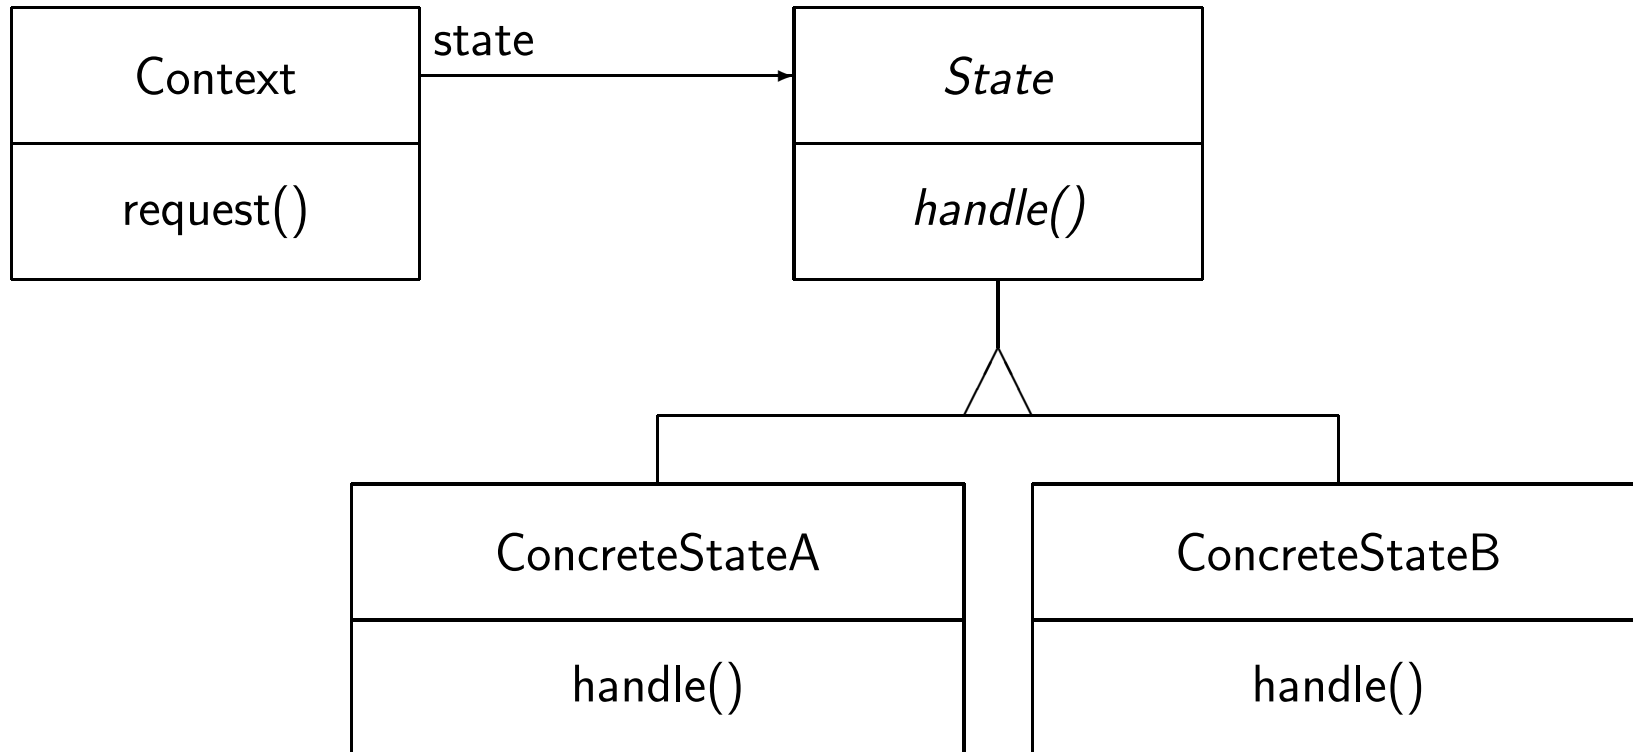 Context
state
State
request()
handle()
ConcreteStateA
ConcreteStateB
handle()
handle()